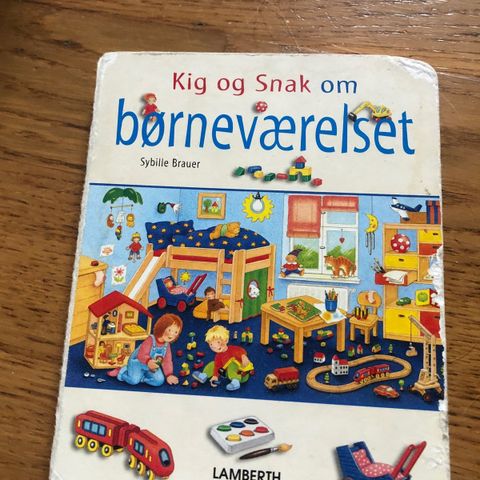 Kig og Snak om
børneværelset
Sybille Brauer
LAMBERTH